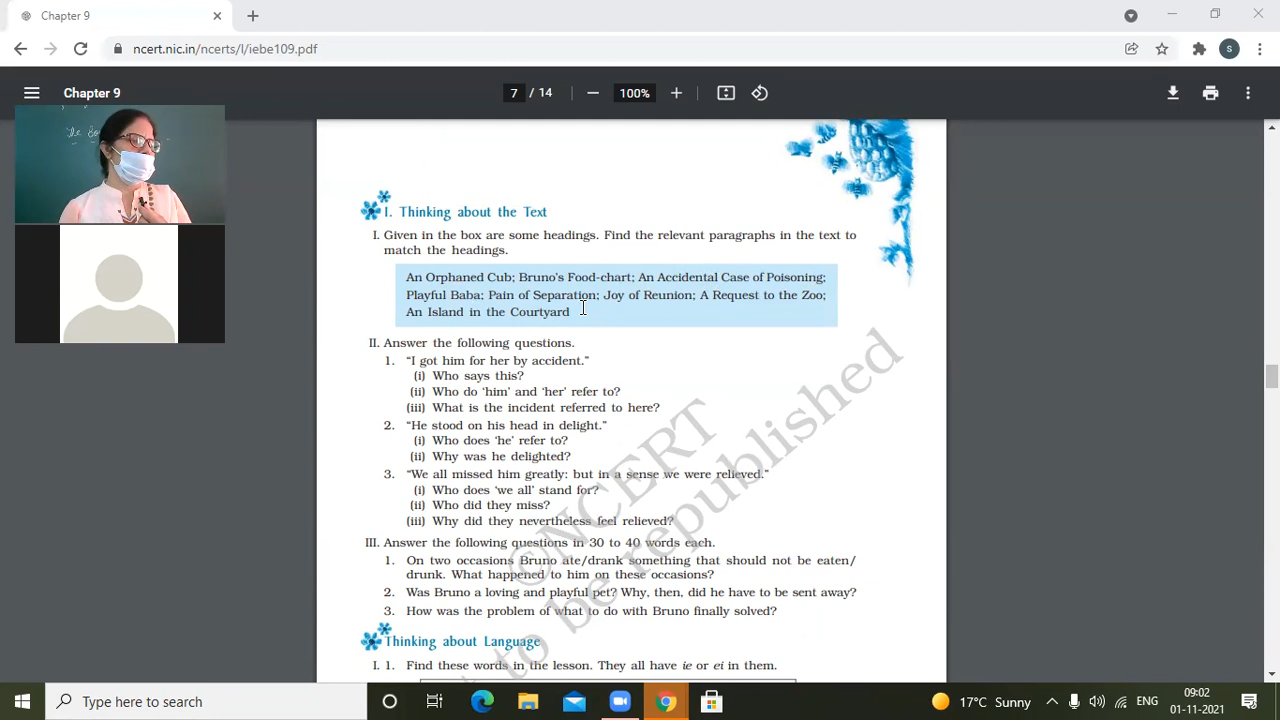 Chapter 9
ncert.nic.in/ncerts/l/iebe109.pdf
S
Chapter 9
7 / 14
100%
I. Thinking about the Text
I. Given in the box are some headings. Find the relevant paragraphs in the text to
match the headings.
An Orphaned Cub; Bruno's Food-chart; An Accidental Case of Poisoning;
Playful Baba; Pain of Separation; Joy of Reunion; A Request to the Zoo;
An Island in the Courtyard
II. Answer the following questions.
1. “I got him for her by accident.”
(i) Who says this?
(ii) Who do ‘him’ and ‘her’ refer to?
(iii) What is the incident referred to here?
2. “He stood on his head in delight.”
(i) Who does ‘he’ refer to?
(ii) Why was he delighted?
3. “We all missed him greatly: but in a sense we were relieved.”
(i) Who does ‘we all’ stand for?
(ii) Who did they miss?
(iii) Why did they nevertheless feel relieved?
III. Answer the following questions in 30 to 40 words each.
1. On two occasions Bruno ate/drank something that should not be eaten/
drunk. What happened to him on these occasions?
2. Was Bruno a loving and playful pet? Why, then, did he have to be sent away?
3. How was the problem of what to do with Bruno finally solved?
Thinking about Language
I. 1. Find these words in the lesson. They all have ie or ei in them.
©NCERT
to be republished
Type here to search
17°C Sunny
ENG
09:02
01-11-2021